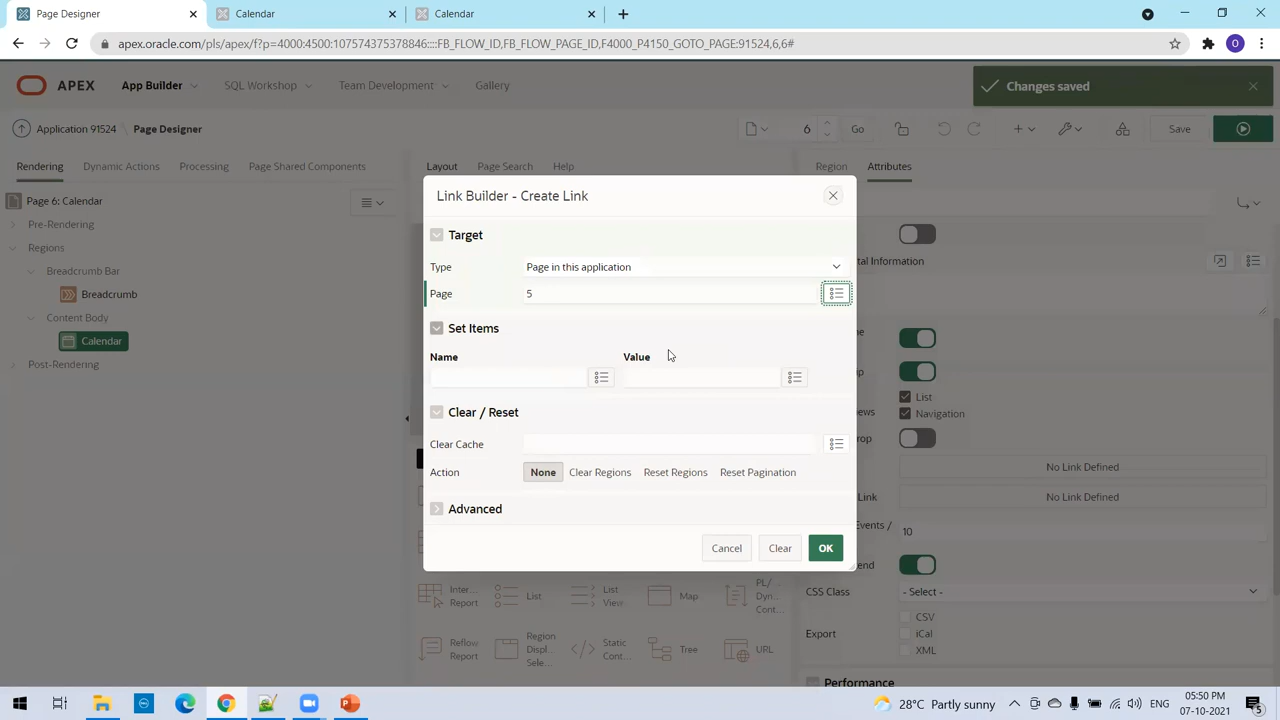 Page Designer
Calendar
Calendar
apex.oracle.com/pls/apex/f?p=4000:4500:107574375378846::::FB_FLOW_ID,FB_FLOW_PAGE_ID,F4000_P4150_GOTO_PAGE:91524,6,6#
O
APEX
App Builder
SQL Workshop
Team Development
Gallery
Changes saved
Application 91524 \ Page Designer
6
Go
Save
Rendering
Dynamic Actions
Processing
Page Shared Components
Layout
Page Search
Help
Region
Attributes
Page 6: Calendar
Pre-Rendering
Regions
Breadcrumb Bar
Breadcrumb
Content Body
Calendar
Post-Rendering
Link Builder - Create Link
Target
Type
Page in this application
Page
5
Set Items
Name
Value
Clear / Reset
Clear Cache
Action
None
Clear Regions
Reset Regions
Reset Pagination
Advanced
Cancel
Clear
OK
tal Information
List
Navigation
No Link Defined
Link
No Link Defined
Events /
10
CSS Class
- Select -
CSV
Export
iCal
XML
Performance
Inter...
Report
List
List
View
Map
PL/
Dyn
Cont...
Reflow
Report
Region
Displ...
Selec...
Static
Cont...
Tree
URL
28°C Partly sunny
ENG
05:50 PM
07-10-2021
5